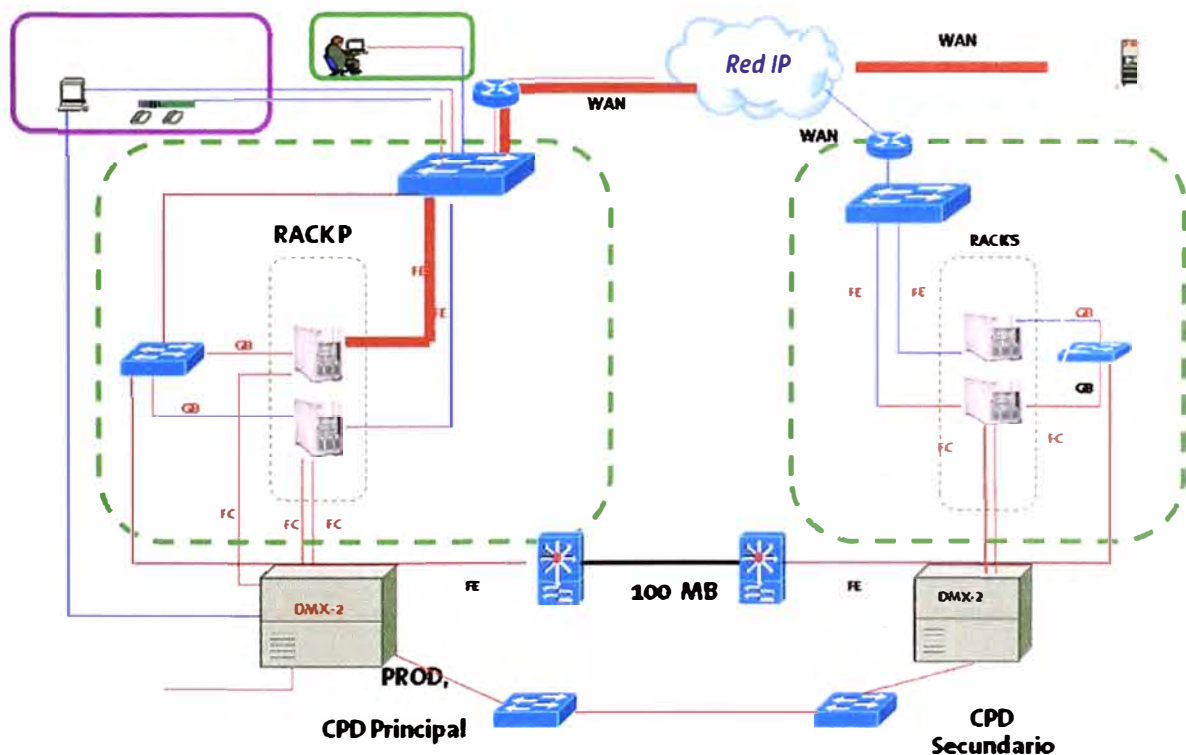 WAN
Red IP
WAN
WAN
RACK P
RACKS
FE
FE
FE
FE
GB
GB
GB
GB
FC
FC
FC
FC
FC
FE
100 MB
FE
DMX-2
DMX-2
PROD,
CPD Principal
CPD
Secundario